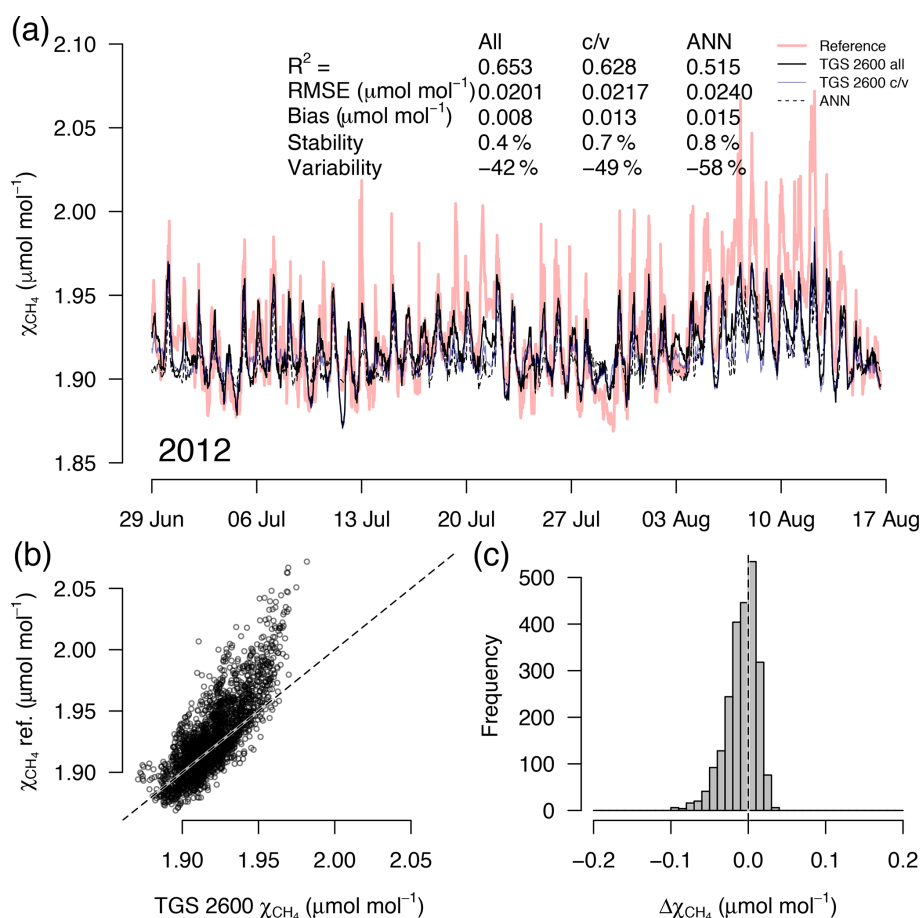 (a)
All c/v ANN
R² = 0.653 0.628 0.515
RMSE (μmol mol⁻¹) 0.0201 0.0217 0.0240
Bias (μmol mol⁻¹) 0.008 0.013 0.015
Stability 0.4 % 0.7 % 0.8 %
Variability −42 % −49 % −58 %
Reference
TGS 2600 all
TGS 2600 c/v
ANN
χCH₄ (μmol mol⁻¹)
2.10
2.05
2.00
1.95
1.90
1.85
2012
29 Jun 06 Jul 13 Jul 20 Jul 27 Jul 03 Aug 10 Aug 17 Aug
(b)
χCH₄ ref. (μmol mol⁻¹)
2.05
2.00
1.95
1.90
1.90 1.95 2.00 2.05
TGS 2600 χCH₄ (μmol mol⁻¹)
(c)
Frequency
500
400
300
200
100
0
−0.2 −0.1 0.0 0.1 0.2
ΔχCH₄ (μmol mol⁻¹)